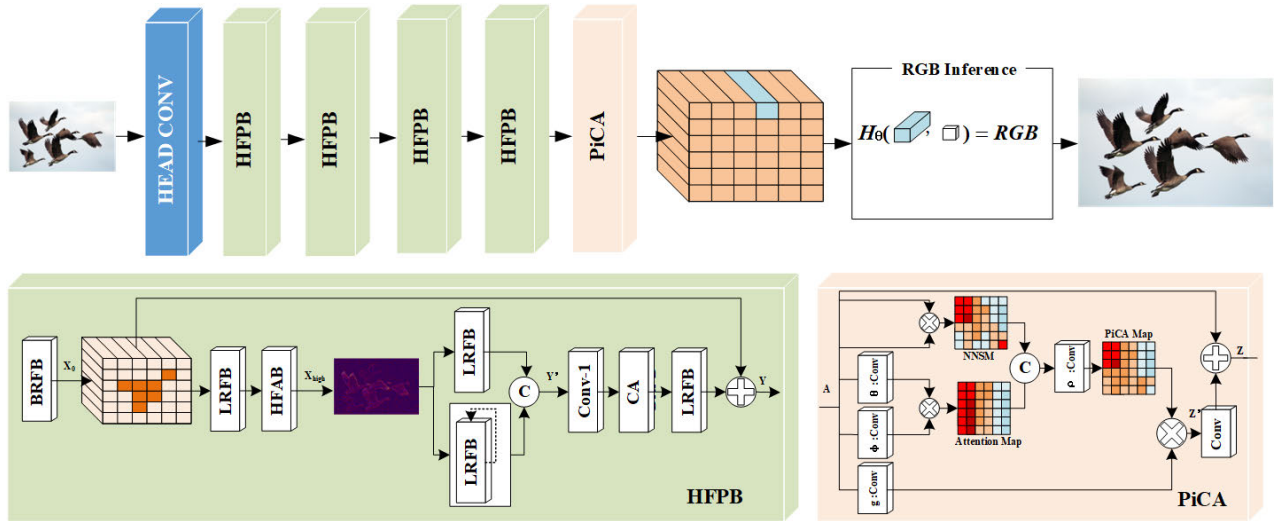 HEAD CONV
HFPB
HFPB
HFPB
HFPB
PiCA
RGB Inference
Hθ( , ) = RGB
BRFB
X0
LRFB
HFAB
Xhigh
LRFB
LRFB
C
Y'
Conv-1
CA
LRFB
Y
HFPB
A
θ :Conv
ϕ :Conv
g :Conv
NNSM
Attention Map
C
ρ :Conv
PiCA Map
Z'
Conv
Z
PiCA